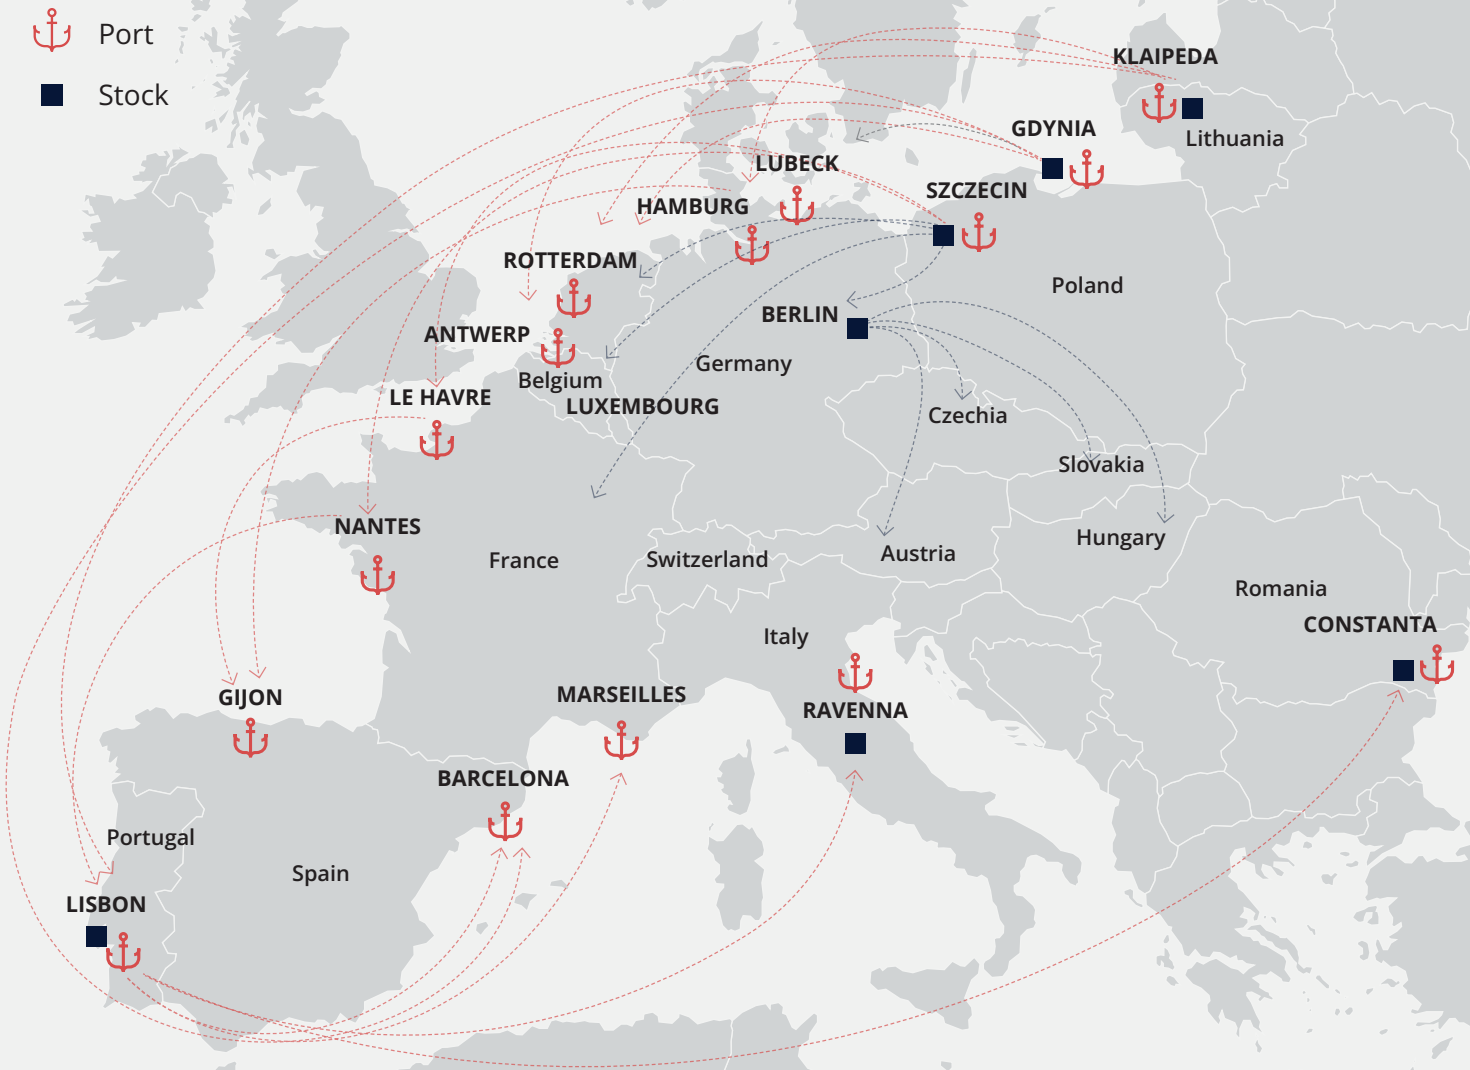 Port
Stock
KLAIPEDA
Lithuania
GDYNIA
LUBECK
SZCZECIN
HAMBURG
ROTTERDAM
Poland
BERLIN
ANTWERP
Germany
Belgium
LE HAVRE
LUXEMBOURG
Czechia
Slovakia
NANTES
Hungary
France
Switzerland
Austria
Romania
CONSTANTA
Italy
GIJON
MARSEILLES
RAVENNA
BARCELONA
Portugal
Spain
LISBON